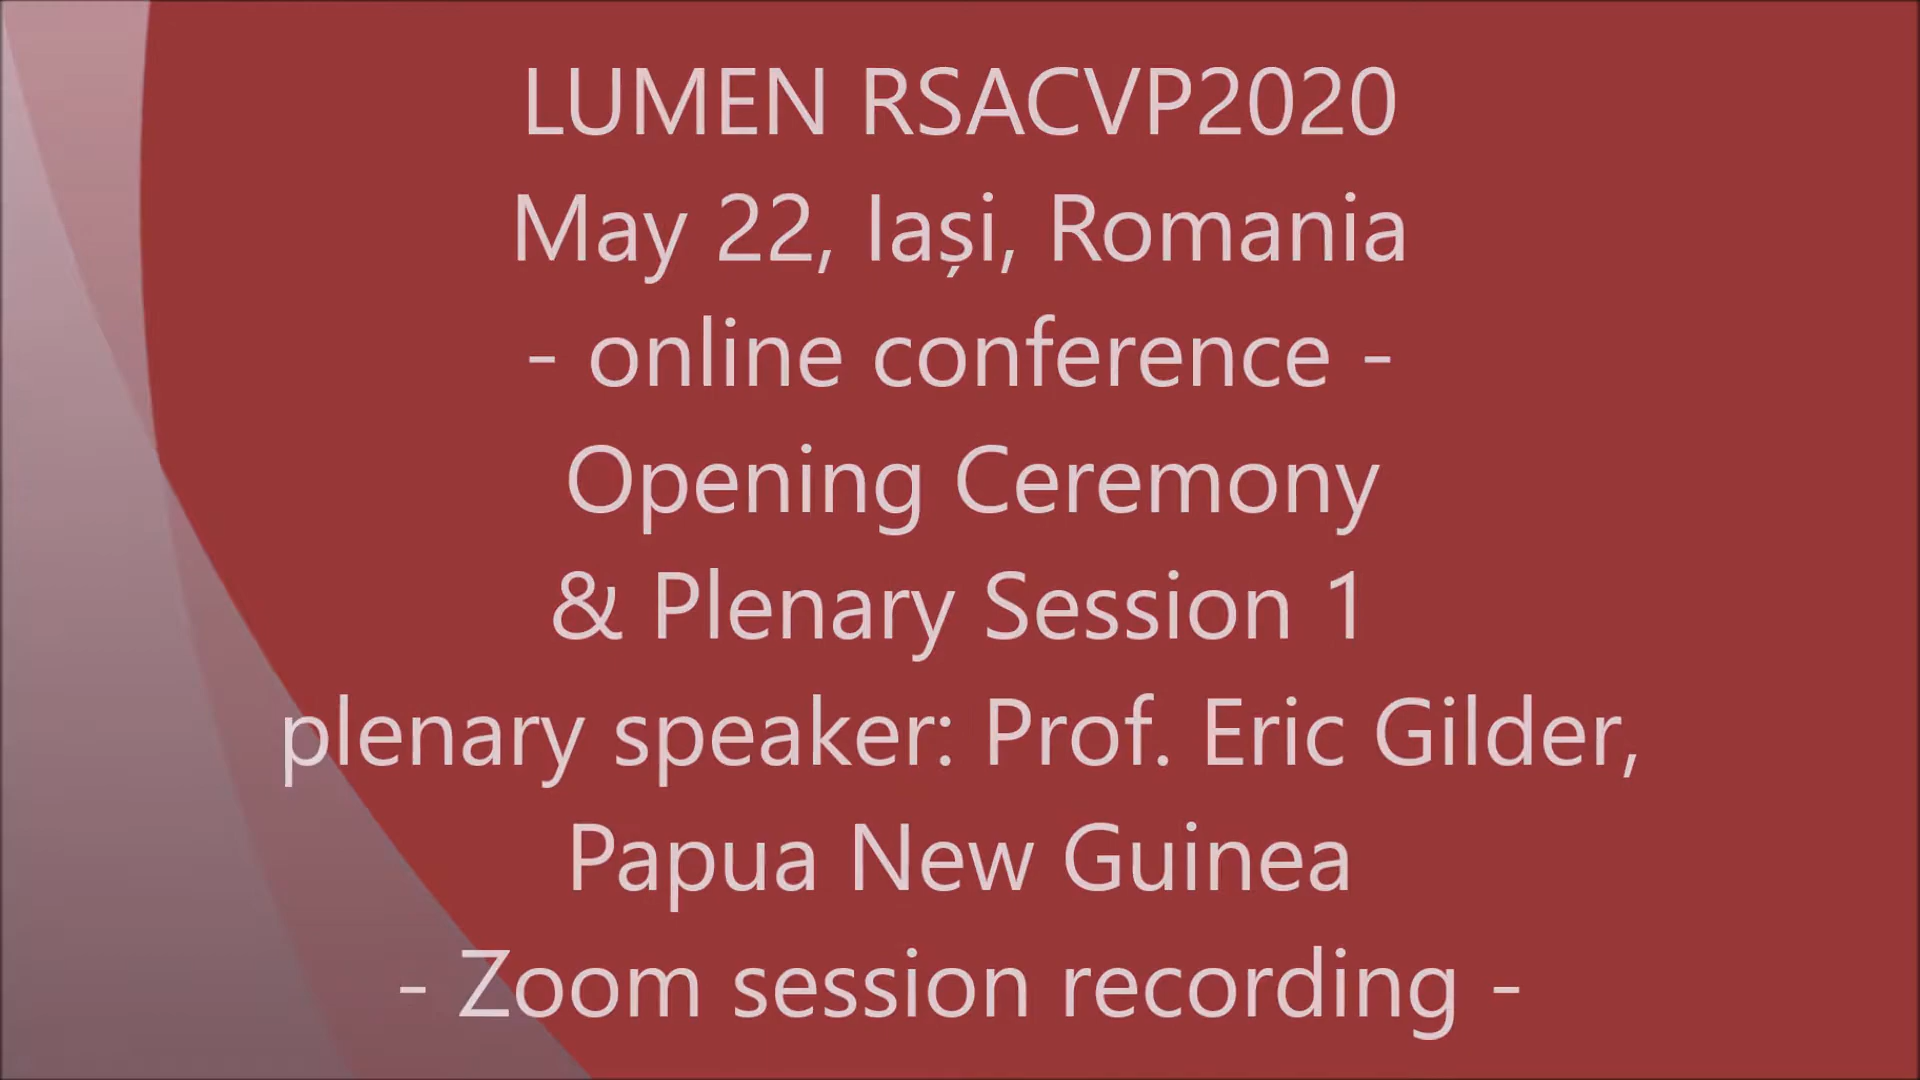 LUMEN RSACVP2020
May 22, Iași, Romania
- online conference -
Opening Ceremony
& Plenary Session 1
plenary speaker: Prof. Eric Gilder,
Papua New Guinea
- Zoom session recording -